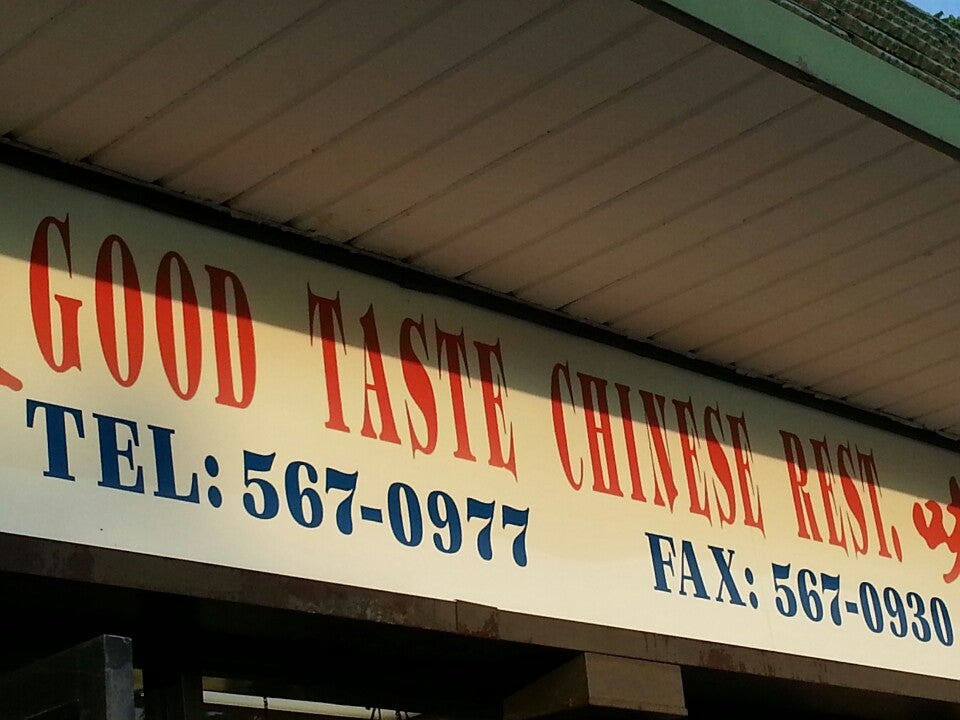 GOOD TASTE CHINESE REST.
TEL: 567-0977
FAX: 567-0930